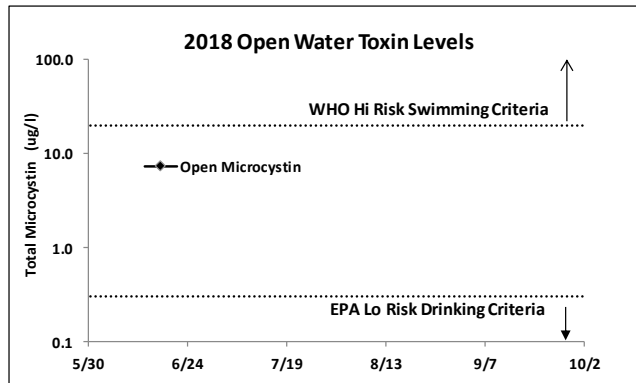 2018 Open Water Toxin Levels
100.0
WHO Hi Risk Swimming Criteria
10.0
Open Microcystin
Total Microcystin (ug/l)
1.0
EPA Lo Risk Drinking Criteria
0.1
5/30 6/24 7/19 8/13 9/7 10/2